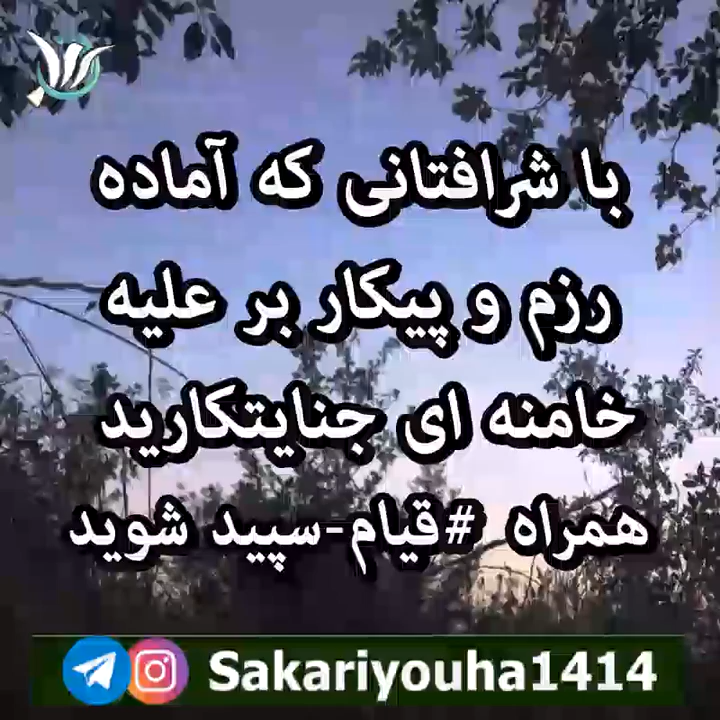 با شرافتانی که آماده
رزم و پیکار بر علیه
خامنه ای جنایتکارید
همراه #قیام-سپید شوید
Sakariyouha1414